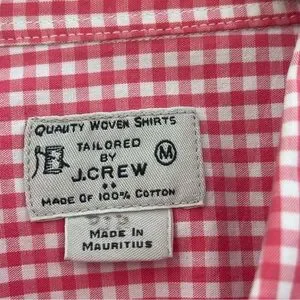 QUALITY WOVEN SHIRTS
TAILORED
BY
M
J.CREW
MADE OF 100% COTTON
MADE IN
MAURITIUS